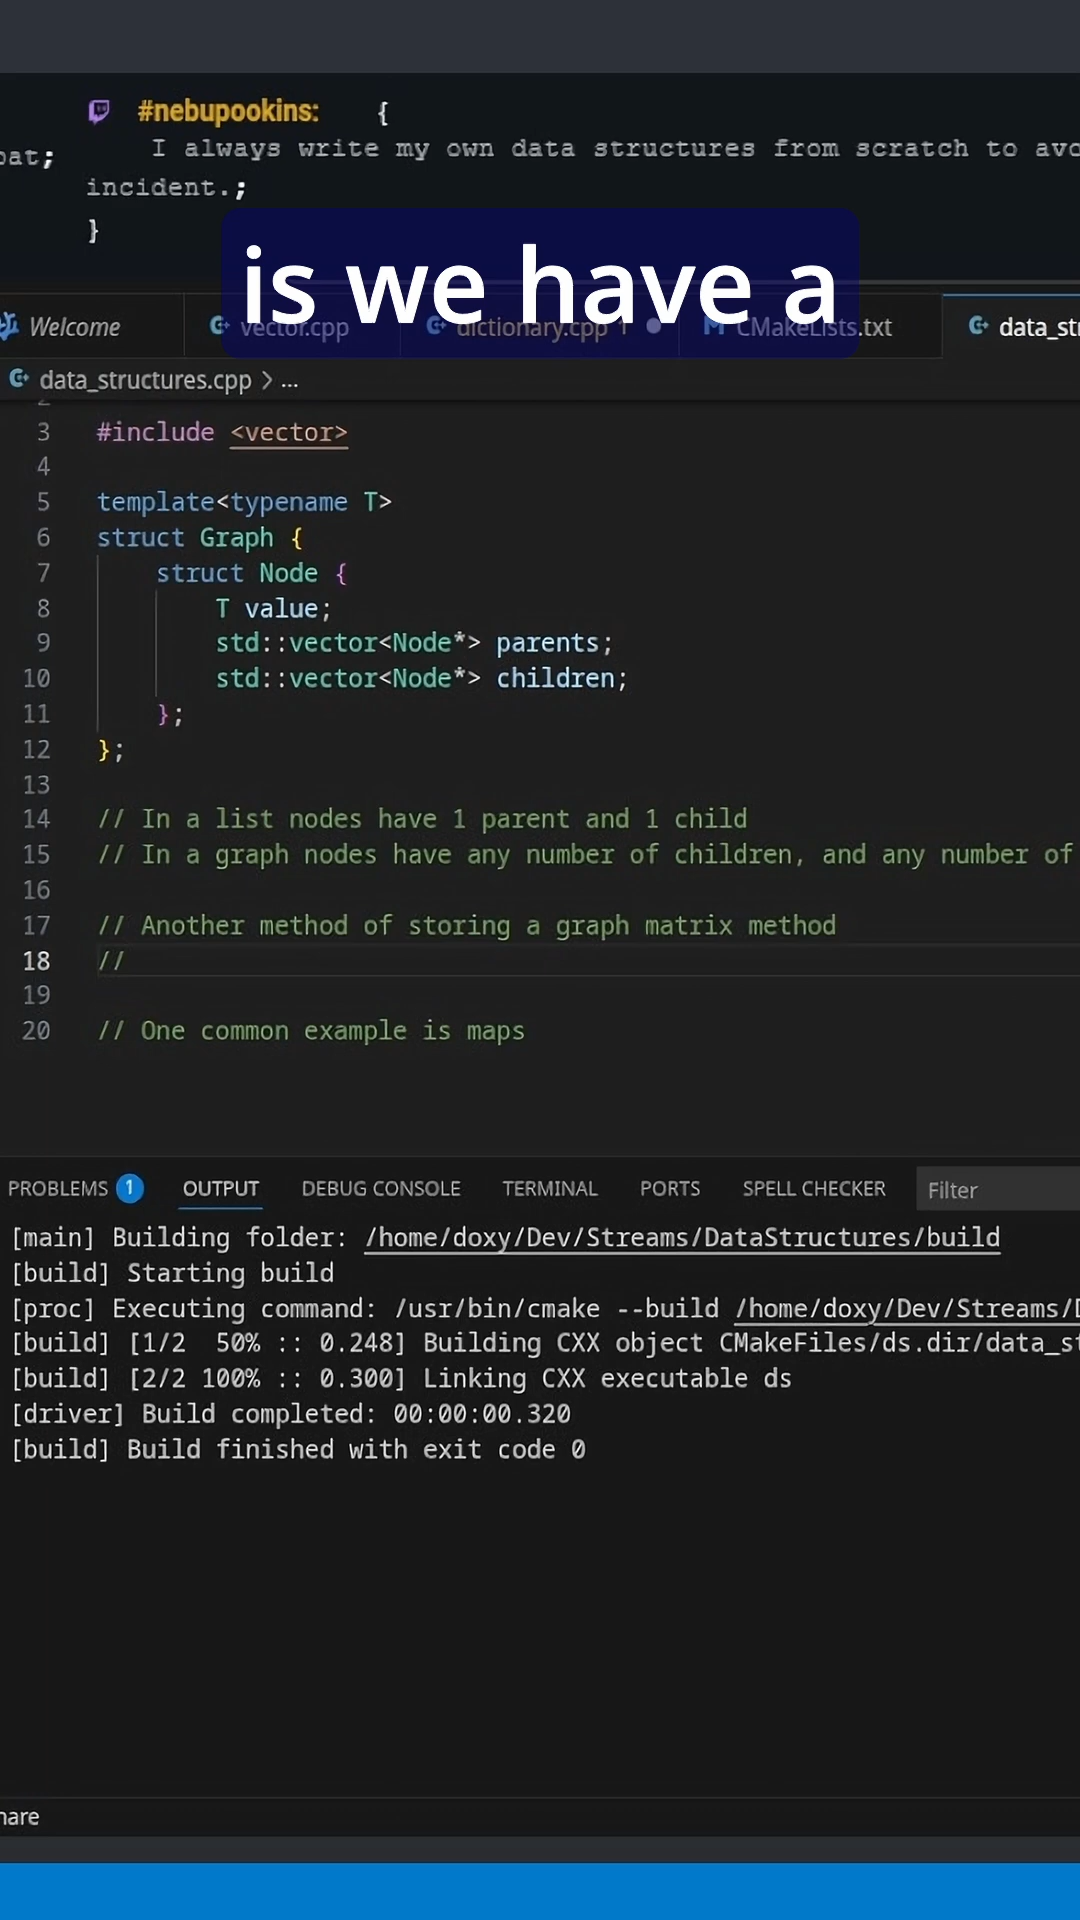 #nebupookins: {
I always write my own data structures from scratch to
incident.;
}
is we have a
Welcome vector.cpp dictionary.cpp 1 CMakeLists.txt
data_structures.cpp > ...
2
3 #include <vector>
4
5 template<typename T>
6 struct Graph {
7 struct Node {
8 T value;
9 std::vector<Node*> parents;
10 std::vector<Node*> children;
11 };
12 };
13
14 // In a list nodes have 1 parent and 1 child
15 // In a graph nodes have any number of children, and any number of
16
17 // Another method of storing a graph matrix method
18 //
19
20 // One common example is maps
PROBLEMS 1 OUTPUT DEBUG CONSOLE TERMINAL PORTS SPELL CHECKER Filter
[main] Building folder: /home/doxy/Dev/Streams/DataStructures/build
[build] Starting build
[proc] Executing command: /usr/bin/cmake --build /home/doxy/Dev/Streams/
[build] [1/2 50% :: 0.248] Building CXX object CMakeFiles/ds.dir/data_st
[build] [2/2 100% :: 0.300] Linking CXX executable ds
[driver] Build completed: 00:00:00.320
[build] Build finished with exit code 0